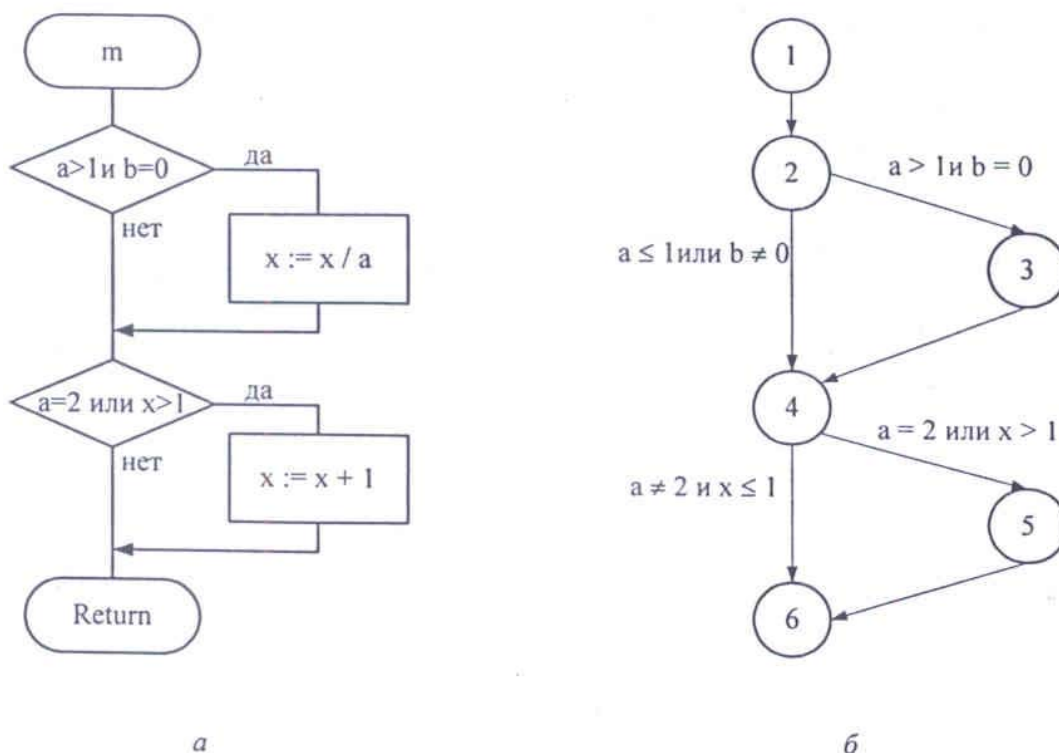 m
a>1и b=0
да
нет
x := x / a
a=2 или x>1
да
нет
x := x + 1
Return
а
1
2
a > 1и b = 0
a ≤ 1или b ≠ 0
3
4
a = 2 или x > 1
a ≠ 2 и x ≤ 1
5
6
б